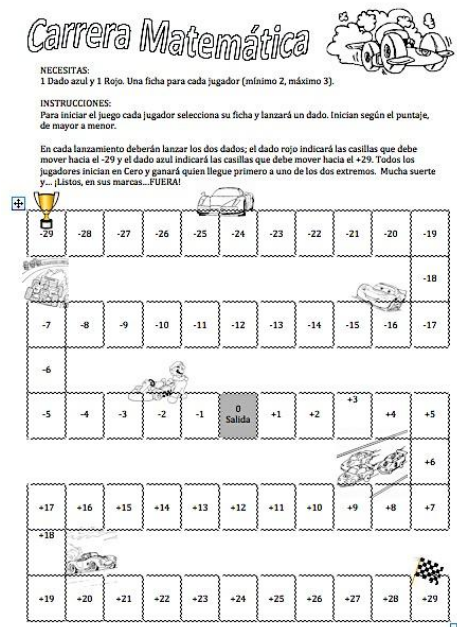 Carrera Matemática
NECESITAS:
1 Dado azul y 1 Rojo. Una ficha para cada jugador (mínimo 2, máximo 3).
INSTRUCCIONES:
Para iniciar el juego cada jugador selecciona su ficha y lanzará un dado. Inician según el puntaje,
de mayor a menor.
En cada lanzamiento deberán lanzar los dos dados; el dado rojo indicará las casillas que debe
mover hacia el -29 y el dado azul indicará las casillas que debe mover hacia el +29. Todos los
jugadores inician en Cero y ganará quien llegue primero a uno de los dos extremos. Mucha suerte
y... ¡Listos, en sus marcas...FUERA!
-29 -28 -27 -26 -25 -24 -23 -22 -21 -20 -19
-18
-7 -8 -9 -10 -11 -12 -13 -14 -15 -16 -17
-6
-5 -4 -3 -2 -1 0 +1 +2 +3 +4 +5
Salida
+6
+17 +16 +15 +14 +13 +12 +11 +10 +9 +8 +7
+18
+19 +20 +21 +22 +23 +24 +25 +26 +27 +28 +29